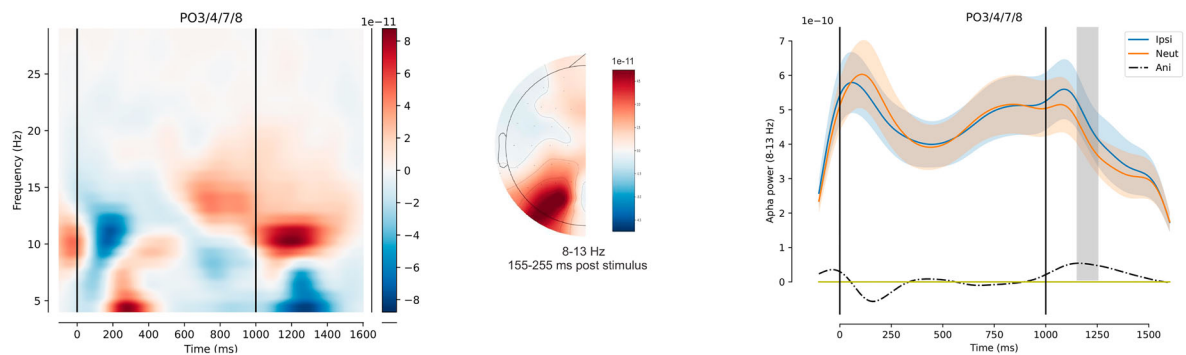 PO3/4/7/8
1e−11
25
20
15
10
5
Frequency (Hz)
0 200 400 600 800 1000 1200 1400 1600
Time (ms)
8
6
4
2
0
−2
−4
−6
−8
1e-11
8-13 Hz
155-255 ms post stimulus
1e−10
PO3/4/7/8
7
6
5
4
3
2
1
0
−1
Apha power (8-13 Hz)
Ipsi
Neut
Ani
0 250 500 750 1000 1250 1500
Time (ms)